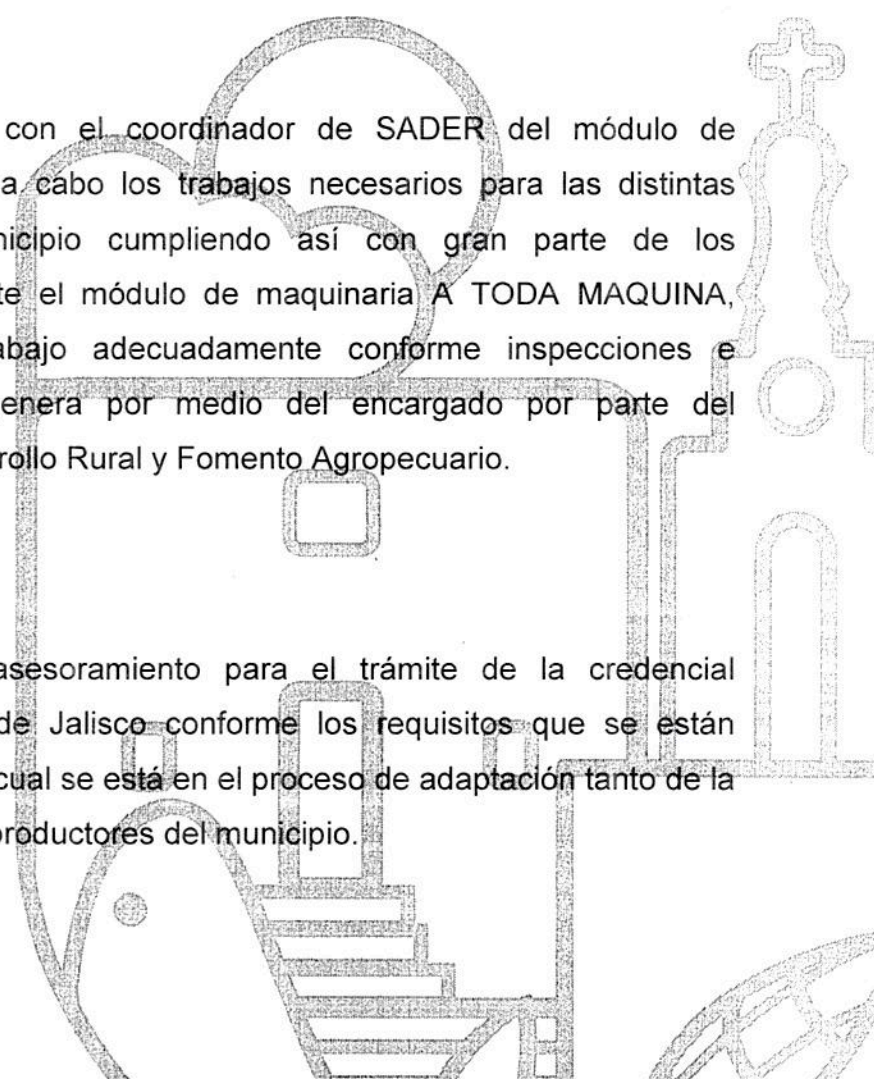 con el coordinador de SADER del módulo de
a cabo los trabajos necesarios para las distintas
nicipio cumpliendo así con gran parte de los
te el módulo de maquinaria A TODA MAQUINA,
abajo adecuadamente conforme inspecciones e
enera por medio del encargado por parte del
rollo Rural y Fomento Agropecuario.
asesoramiento para el trámite de la credencial
de Jalisco conforme los requisitos que se están
cual se está en el proceso de adaptación tanto de la
productores del municipio.